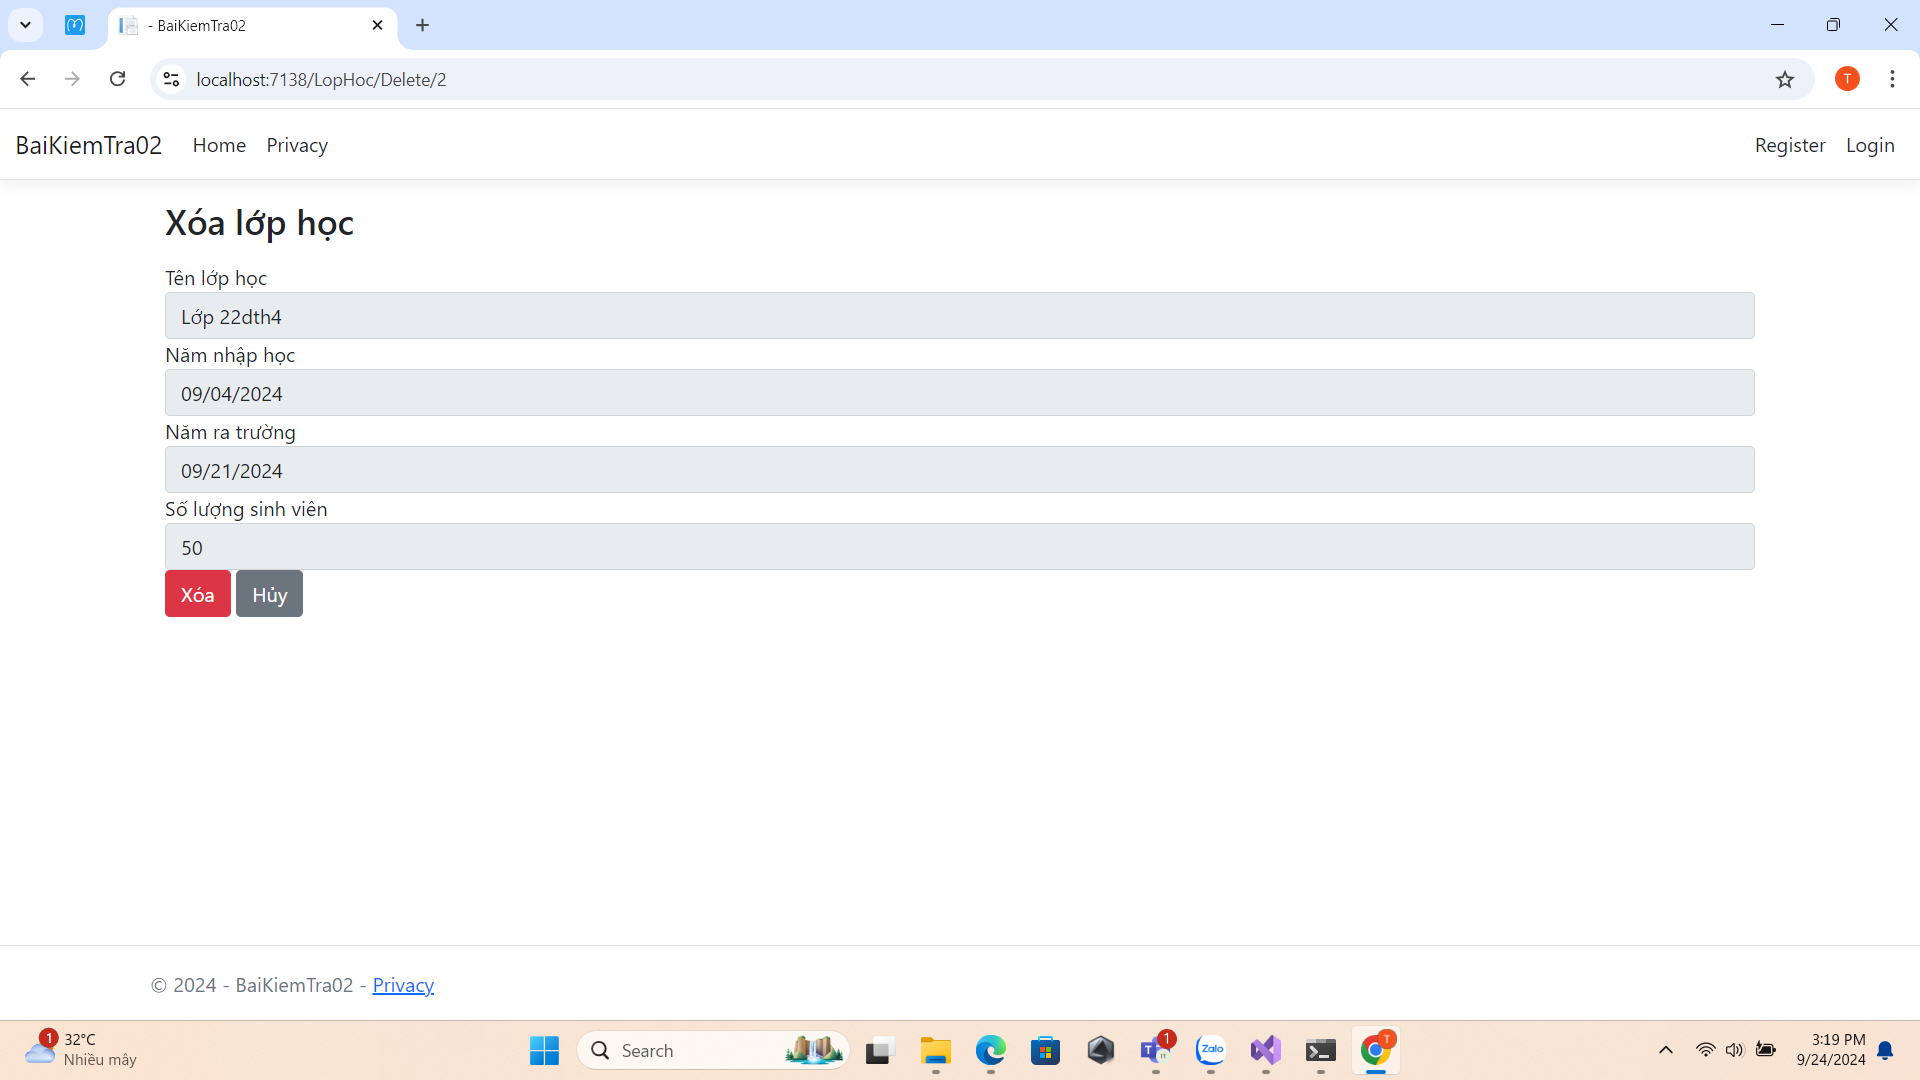 - BaiKiemTra02
localhost:7138/LopHoc/Delete/2
T
BaiKiemTra02 Home Privacy Register Login
Xóa lớp học
Tên lớp học
Lớp 22dth4
Năm nhập học
09/04/2024
Năm ra trường
09/21/2024
Số lượng sinh viên
50
Xóa Hủy
© 2024 - BaiKiemTra02 - Privacy
1 32°C
Nhiều mây
Search
T 1
Zalo
T
3:19 PM
9/24/2024